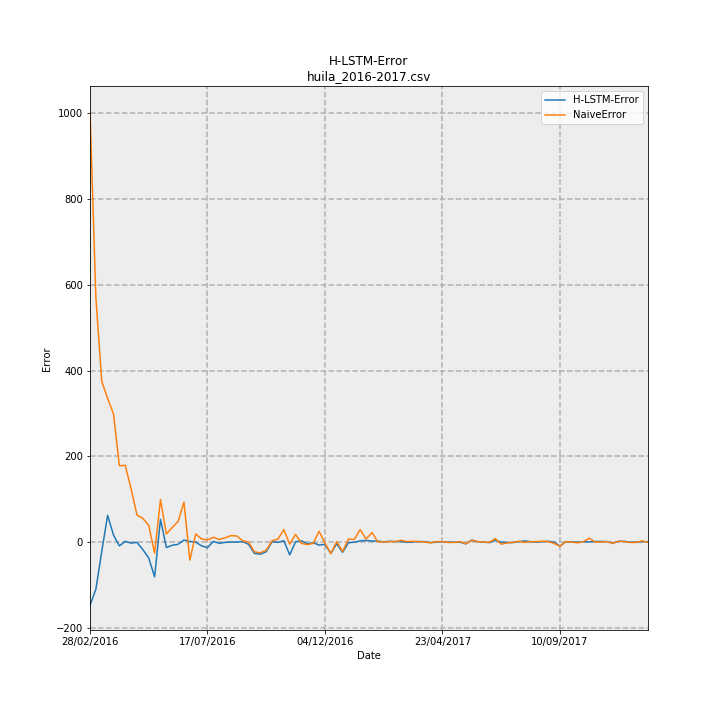 H-LSTM-Error
huila_2016-2017.csv
H-LSTM-Error
NaiveError
1000
800
600
400
200
0
−200
Error
28/02/2016
17/07/2016
04/12/2016
23/04/2017
10/09/2017
Date